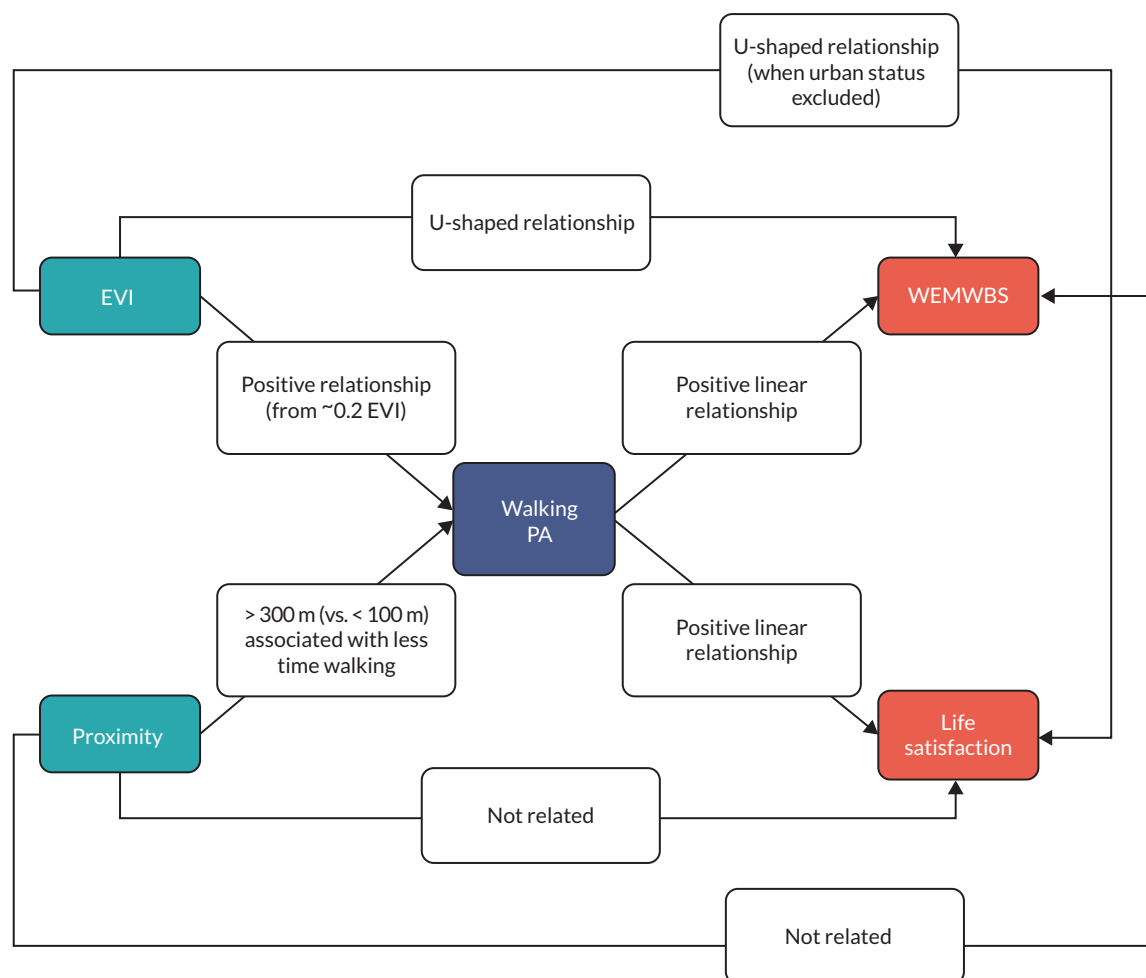 U-shaped relationship
(when urban status
excluded)
U-shaped relationship
EVI
WEMWBS
Positive relationship
(from ~0.2 EVI)
Positive linear
relationship
Walking
PA
> 300 m (vs. < 100 m)
associated with less
time walking
Positive linear
relationship
Proximity
Life
satisfaction
Not related
Not related